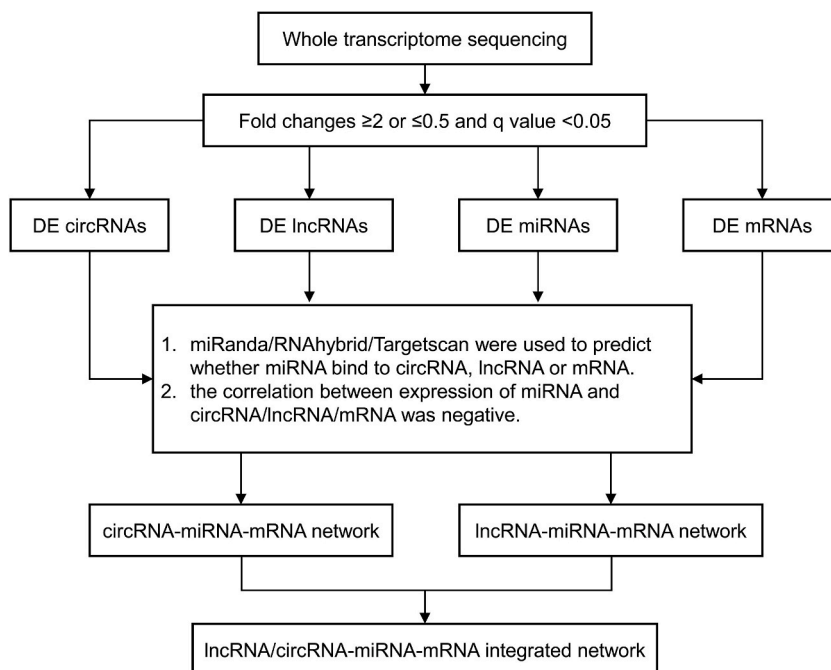 Whole transcriptome sequencing
Fold changes ≥2 or ≤0.5 and q value <0.05
DE circRNAs
DE lncRNAs
DE miRNAs
DE mRNAs
1. miRanda/RNAhybrid/Targetscan were used to predict
whether miRNA bind to circRNA, lncRNA or mRNA.
2. the correlation between expression of miRNA and
circRNA/lncRNA/mRNA was negative.
circRNA-miRNA-mRNA network
lncRNA-miRNA-mRNA network
lncRNA/circRNA-miRNA-mRNA integrated network